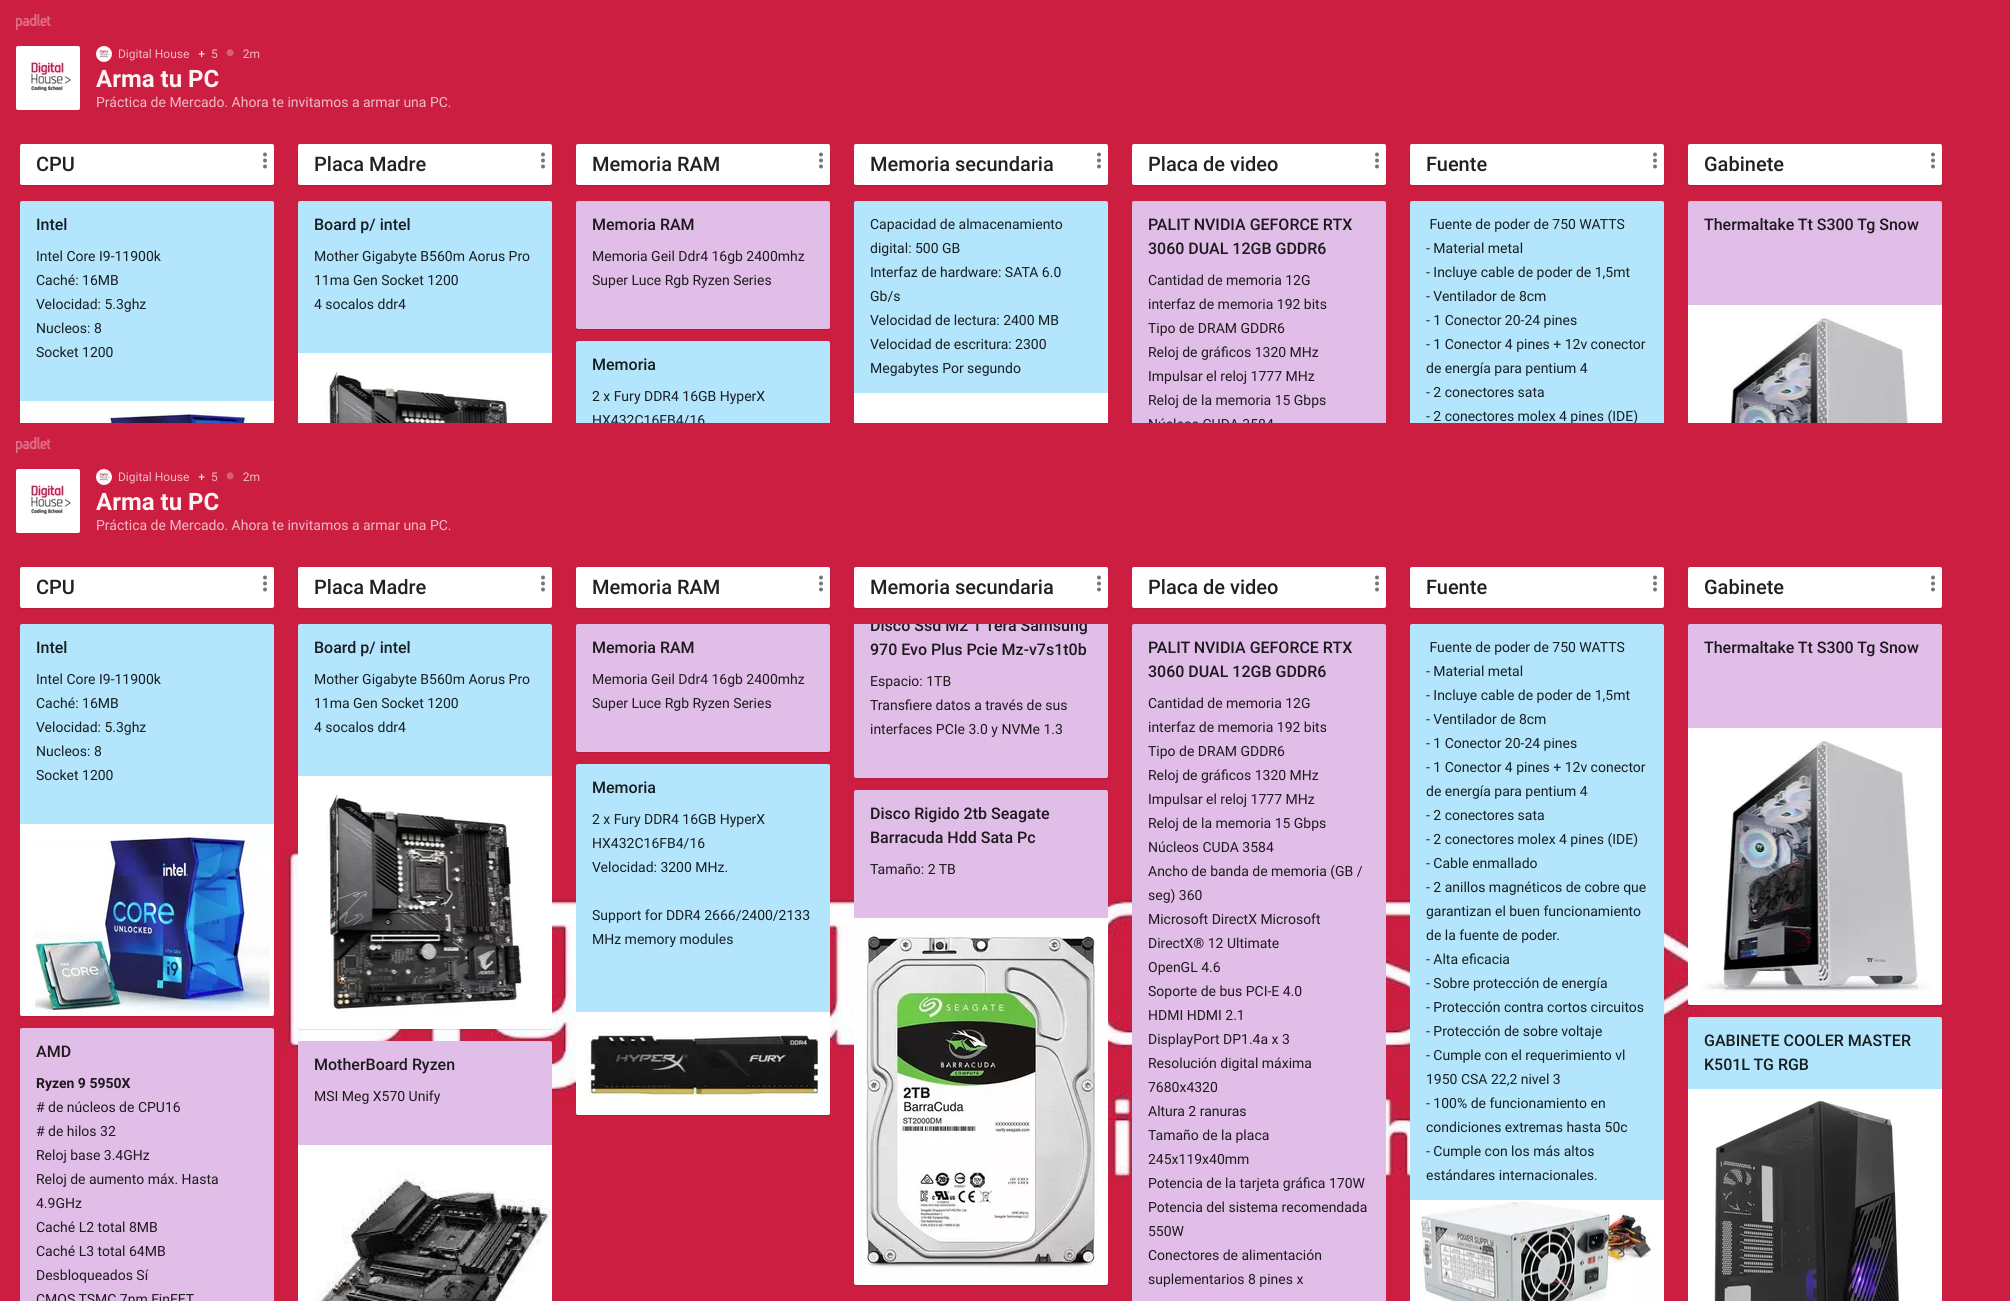 padlet
Digital House + 5 • 2m
Arma tu PC
Práctica de Mercado. Ahora te invitamos a armar una PC.
Digital
House>
Coding School
CPU
Intel
Intel Core I9-11900k
Caché: 16MB
Velocidad: 5.3ghz
Nucleos: 8
Socket 1200
Placa Madre
Board p/ intel
Mother Gigabyte B560m Aorus Pro
11ma Gen Socket 1200
4 socalos ddr4
Memoria RAM
Memoria RAM
Memoria Geil Ddr4 16gb 2400mhz
Super Luce Rgb Ryzen Series
Memoria
2 x Fury DDR4 16GB HyperX
HX432C16FB4/16
Memoria secundaria
Capacidad de almacenamiento
digital: 500 GB
Interfaz de hardware: SATA 6.0
Gb/s
Velocidad de lectura: 2400 MB
Velocidad de escritura: 2300
Megabytes Por segundo
Placa de video
PALIT NVIDIA GEFORCE RTX
3060 DUAL 12GB GDDR6
Cantidad de memoria 12G
interfaz de memoria 192 bits
Tipo de DRAM GDDR6
Reloj de gráficos 1320 MHz
Impulsar el reloj 1777 MHz
Reloj de la memoria 15 Gbps
Núcleos CUDA 3584
Fuente
Fuente de poder de 750 WATTS
- Material metal
- Incluye cable de poder de 1,5mt
- Ventilador de 8cm
- 1 Conector 20-24 pines
- 1 Conector 4 pines + 12v conector
de energía para pentium 4
- 2 conectores sata
- 2 conectores molex 4 pines (IDE)
Gabinete
Thermaltake Tt S300 Tg Snow
padlet
Digital House + 5 • 2m
Arma tu PC
Práctica de Mercado. Ahora te invitamos a armar una PC.
Digital
House>
Coding School
CPU
Intel
Intel Core I9-11900k
Caché: 16MB
Velocidad: 5.3ghz
Nucleos: 8
Socket 1200
intel
CORE
UNLOCKED
i9
CORE
AMD
Ryzen 9 5950X
# de núcleos de CPU16
# de hilos 32
Reloj base 3.4GHz
Reloj de aumento máx. Hasta
4.9GHz
Caché L2 total 8MB
Caché L3 total 64MB
Desbloqueados Sí
CMOS TSMC 7nm FinFET
Placa Madre
Board p/ intel
Mother Gigabyte B560m Aorus Pro
11ma Gen Socket 1200
4 socalos ddr4
MotherBoard Ryzen
MSI Meg X570 Unify
Memoria RAM
Memoria RAM
Memoria Geil Ddr4 16gb 2400mhz
Super Luce Rgb Ryzen Series
Memoria
2 x Fury DDR4 16GB HyperX
HX432C16FB4/16
Velocidad: 3200 MHz.
Support for DDR4 2666/2400/2133
MHz memory modules
DDR4
HYPERX FURY
Memoria secundaria
Disco Ssd M2 1 Tera Samsung
970 Evo Plus Pcie Mz-v7s1t0b
Espacio: 1TB
Transfiere datos a través de sus
interfaces PCIe 3.0 y NVMe 1.3
Disco Rigido 2tb Seagate
Barracuda Hdd Sata Pc
Tamaño: 2 TB
SEAGATE
BARRACUDA
COMPUTE
2TB
BarraCuda
ST2000DM
Placa de video
PALIT NVIDIA GEFORCE RTX
3060 DUAL 12GB GDDR6
Cantidad de memoria 12G
interfaz de memoria 192 bits
Tipo de DRAM GDDR6
Reloj de gráficos 1320 MHz
Impulsar el reloj 1777 MHz
Reloj de la memoria 15 Gbps
Núcleos CUDA 3584
Ancho de banda de memoria (GB /
seg) 360
Microsoft DirectX Microsoft
DirectX® 12 Ultimate
OpenGL 4.6
Soporte de bus PCI-E 4.0
HDMI HDMI 2.1
DisplayPort DP1.4a x 3
Resolución digital máxima
7680x4320
Altura 2 ranuras
Tamaño de la placa
245x119x40mm
Potencia de la tarjeta gráfica 170W
Potencia del sistema recomendada
550W
Conectores de alimentación
suplementarios 8 pines x
Fuente
Fuente de poder de 750 WATTS
- Material metal
- Incluye cable de poder de 1,5mt
- Ventilador de 8cm
- 1 Conector 20-24 pines
- 1 Conector 4 pines + 12v conector
de energía para pentium 4
- 2 conectores sata
- 2 conectores molex 4 pines (IDE)
- Cable enmallado
- 2 anillos magnéticos de cobre que
garantizan el buen funcionamiento
de la fuente de poder.
- Alta eficacia
- Sobre protección de energía
- Protección contra cortos circuitos
- Protección de sobre voltaje
- Cumple con el requerimiento vl
1950 CSA 22,2 nivel 3
- 100% de funcionamiento en
condiciones extremas hasta 50c
- Cumple con los más altos
estándares internacionales.
POWER SUPPLY
Gabinete
Thermaltake Tt S300 Tg Snow
GABINETE COOLER MASTER
K501L TG RGB